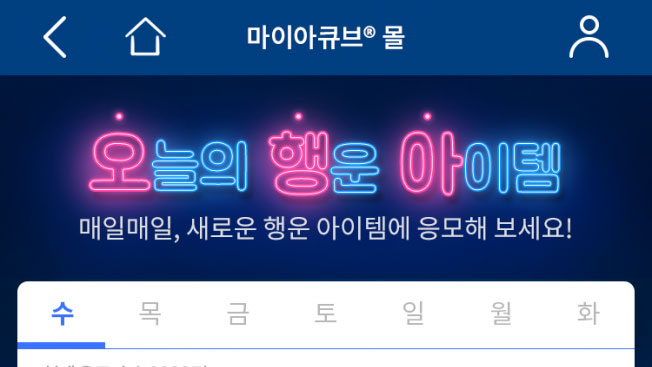 마이아큐브® 몰
오늘의 행운 아이템
매일매일, 새로운 행운 아이템에 응모해 보세요!
수 목 금 토 일 월 화